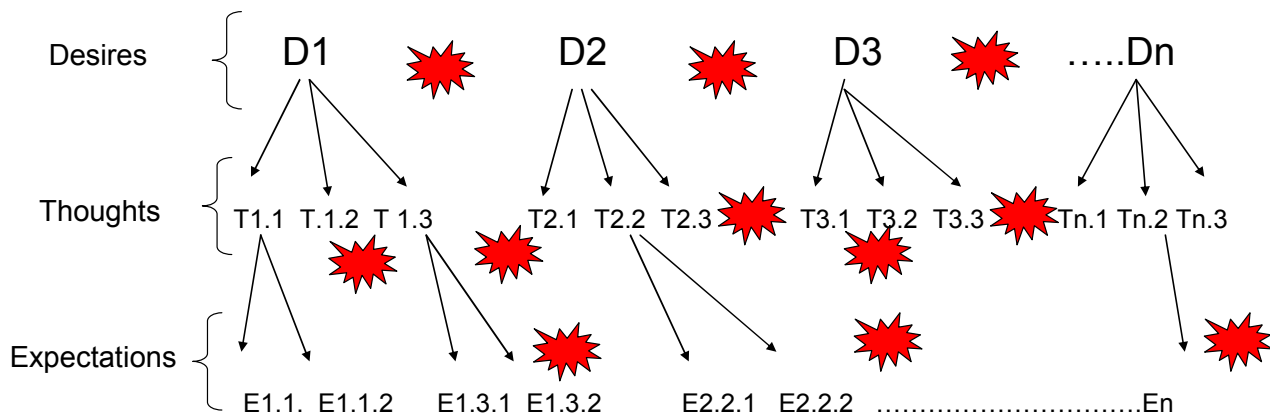 Desires D1 D2 D3 …..Dn
Thoughts T1.1 T.1.2 T 1.3 T2.1 T2.2 T2.3 T3.1 T3.2 T3.3 Tn.1 Tn.2 Tn.3
Expectations
E1.1. E1.1.2 E1.3.1 E1.3.2 E2.2.1 E2.2.2 ……………………………En